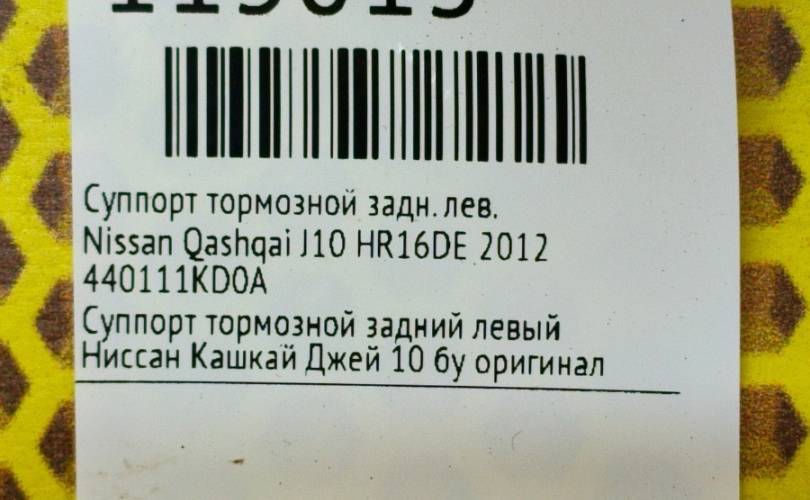 Суппорт тормозной задн. лев.
Nissan Qashqai J10 HR16DE 2012
440111KD0A
Суппорт тормозной задний левый
Ниссан Кашкай Джей 10 бу оригинал